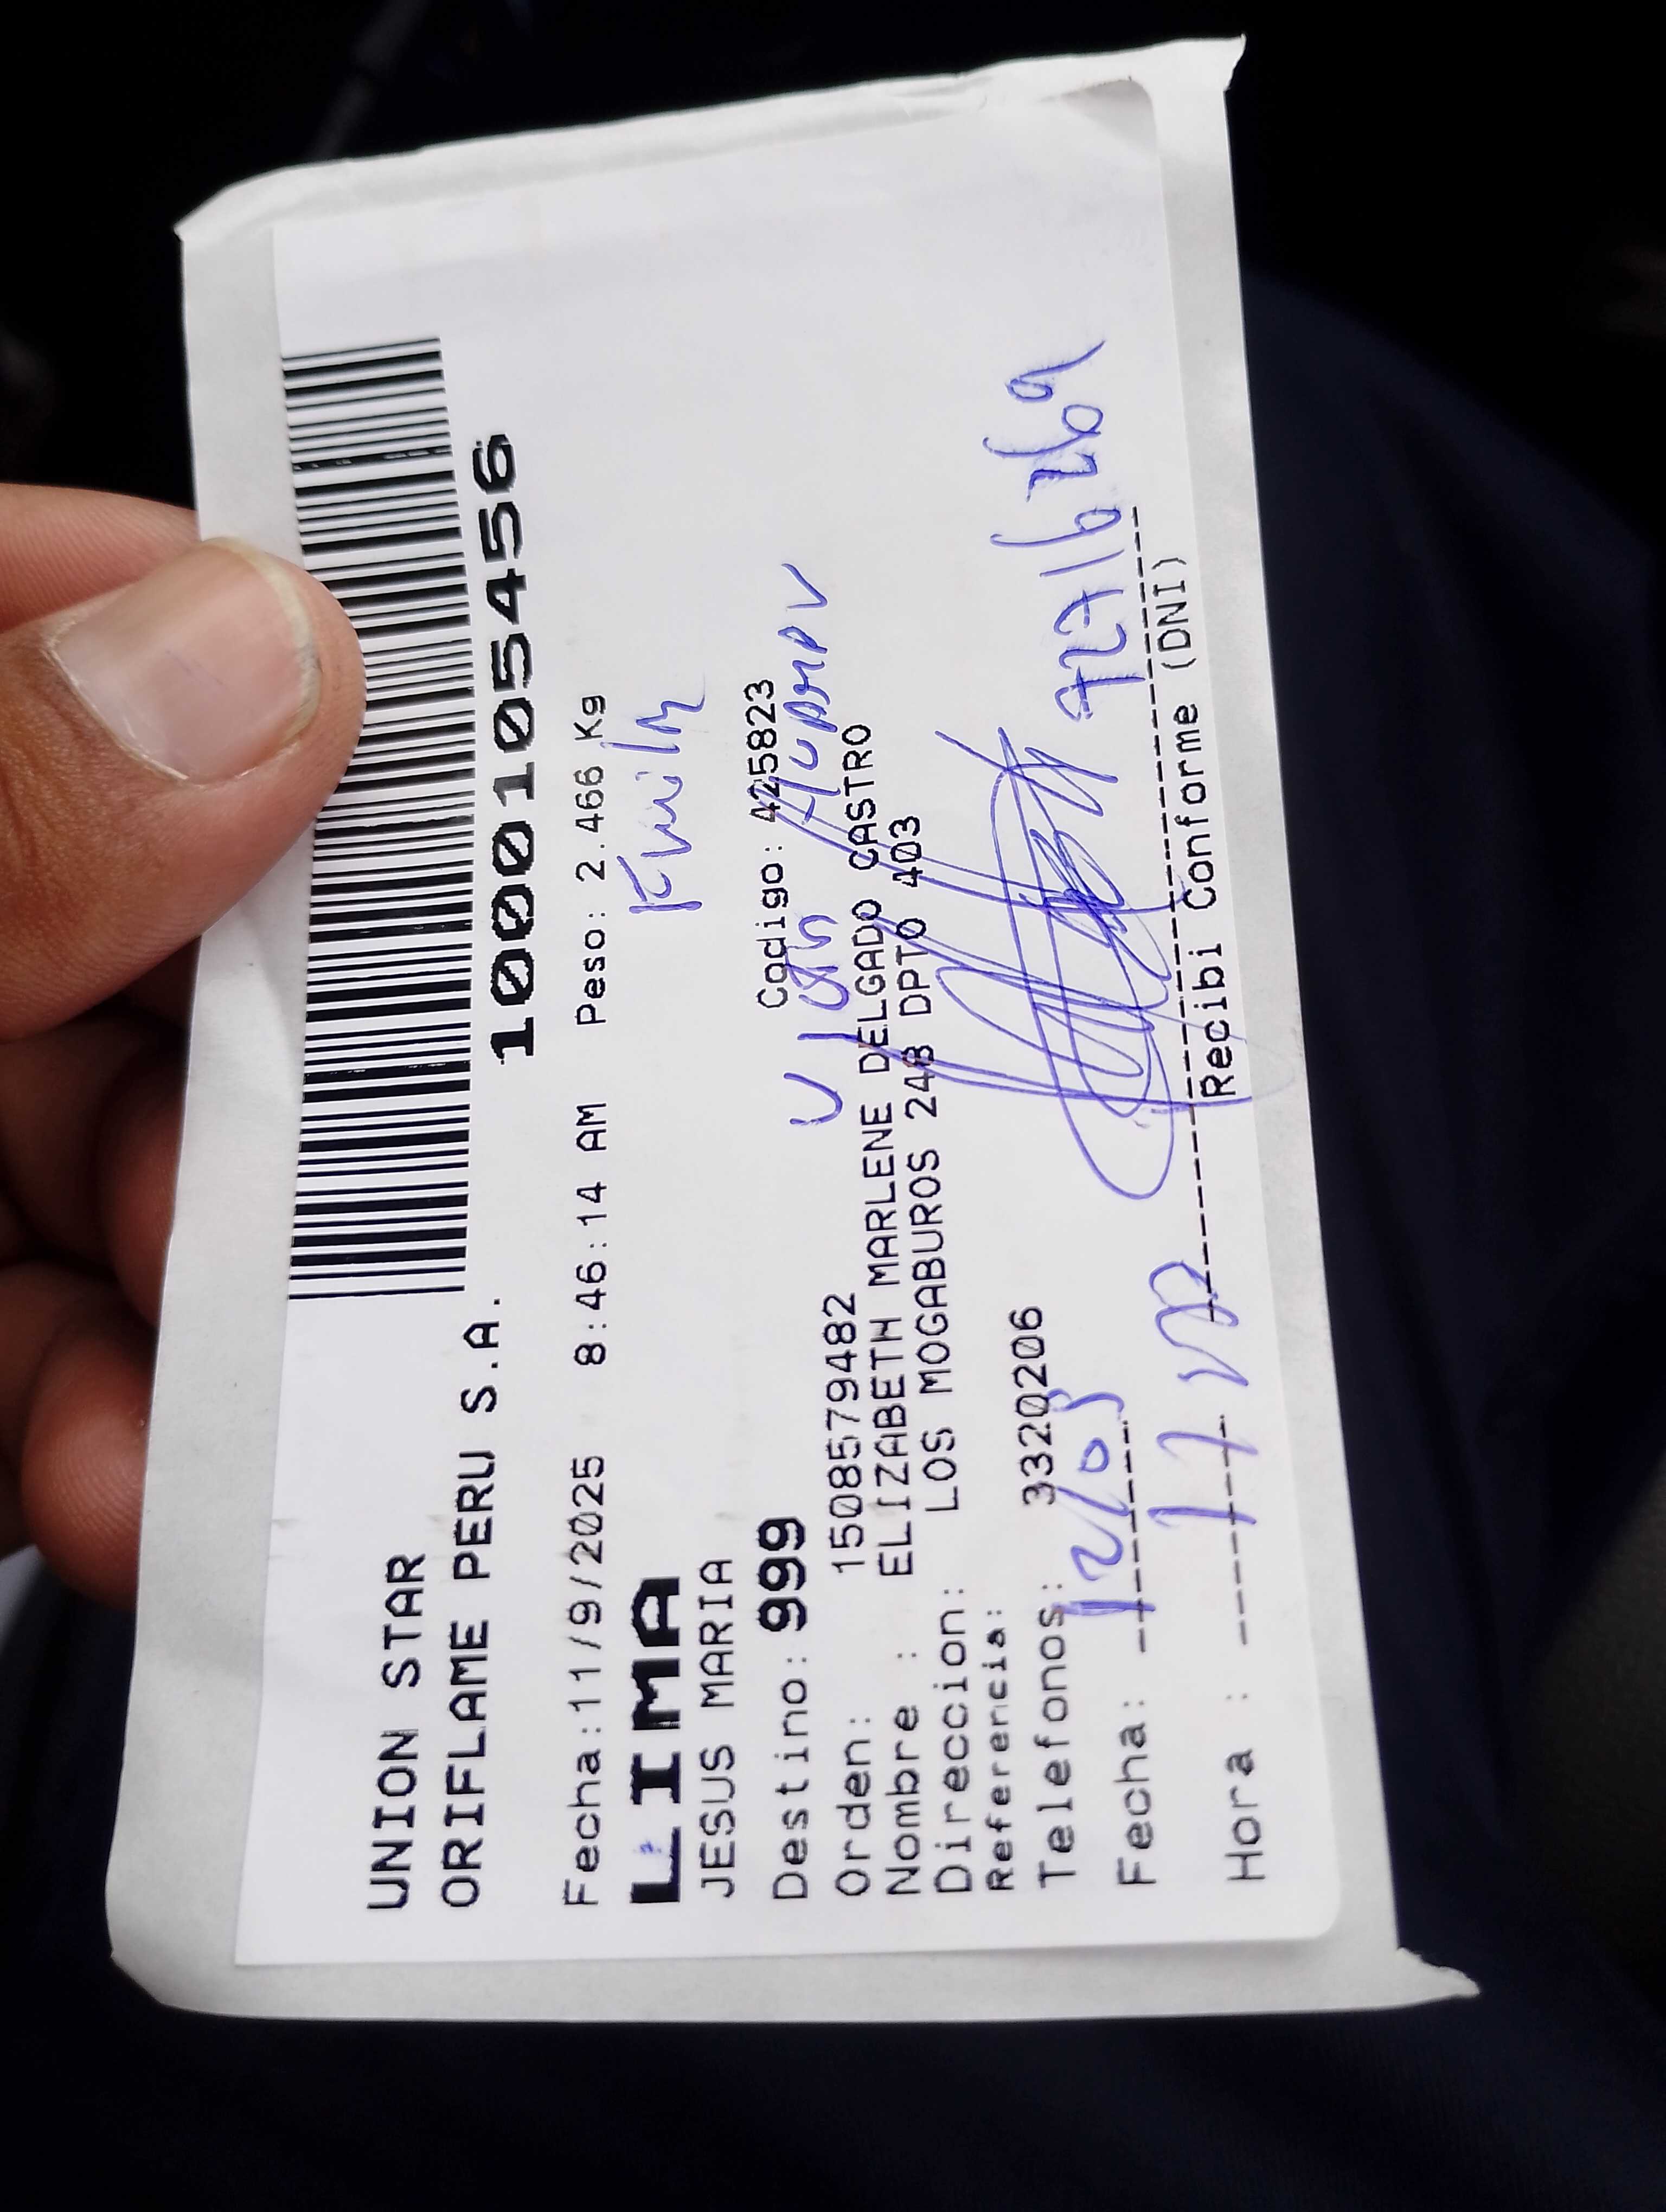 UNION STAR
ORIFLAME PERU S.A.
1000105456
Fecha:11/9/2025 8:46:14 AM Peso: 2.466 Kg
LIMA
JESUS MARIA
Destino: 999 Codigo: 425823
Orden: 15085579482
Nombre : ELIZABETH MARLENE DELGADO CASTRO
Direccion: LOS MOGABUROS 248 DPTO 403
Referencia:
Telefonos: 3320206
Fecha:
Hora :
Recibi Conforme (DNI)